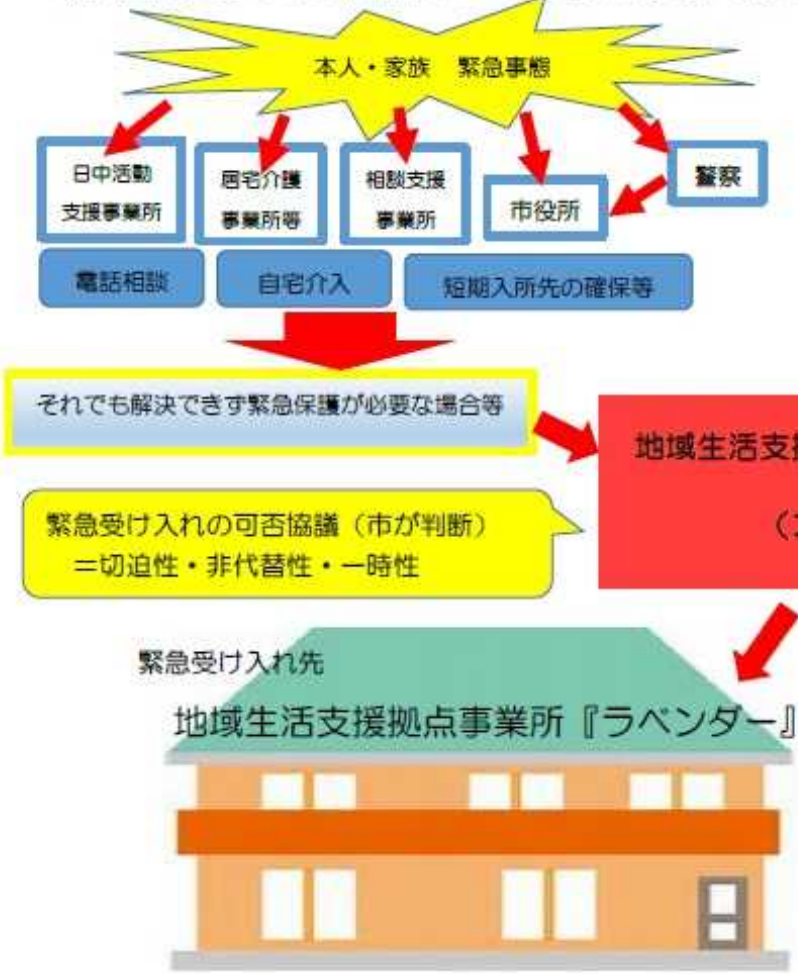 本人・家族 緊急事態
日中活動
支援事業所
居宅介護
事業所等
相談支援
事業所
市役所
警察
電話相談
自宅介入
短期入所先の確保等
それでも解決できず緊急保護が必要な場合等
地域生活支
緊急受け入れの可否協議（市が判断）
＝切迫性・非代替性・一時性
緊急受け入れ先
地域生活支援拠点事業所『ラベンダー』